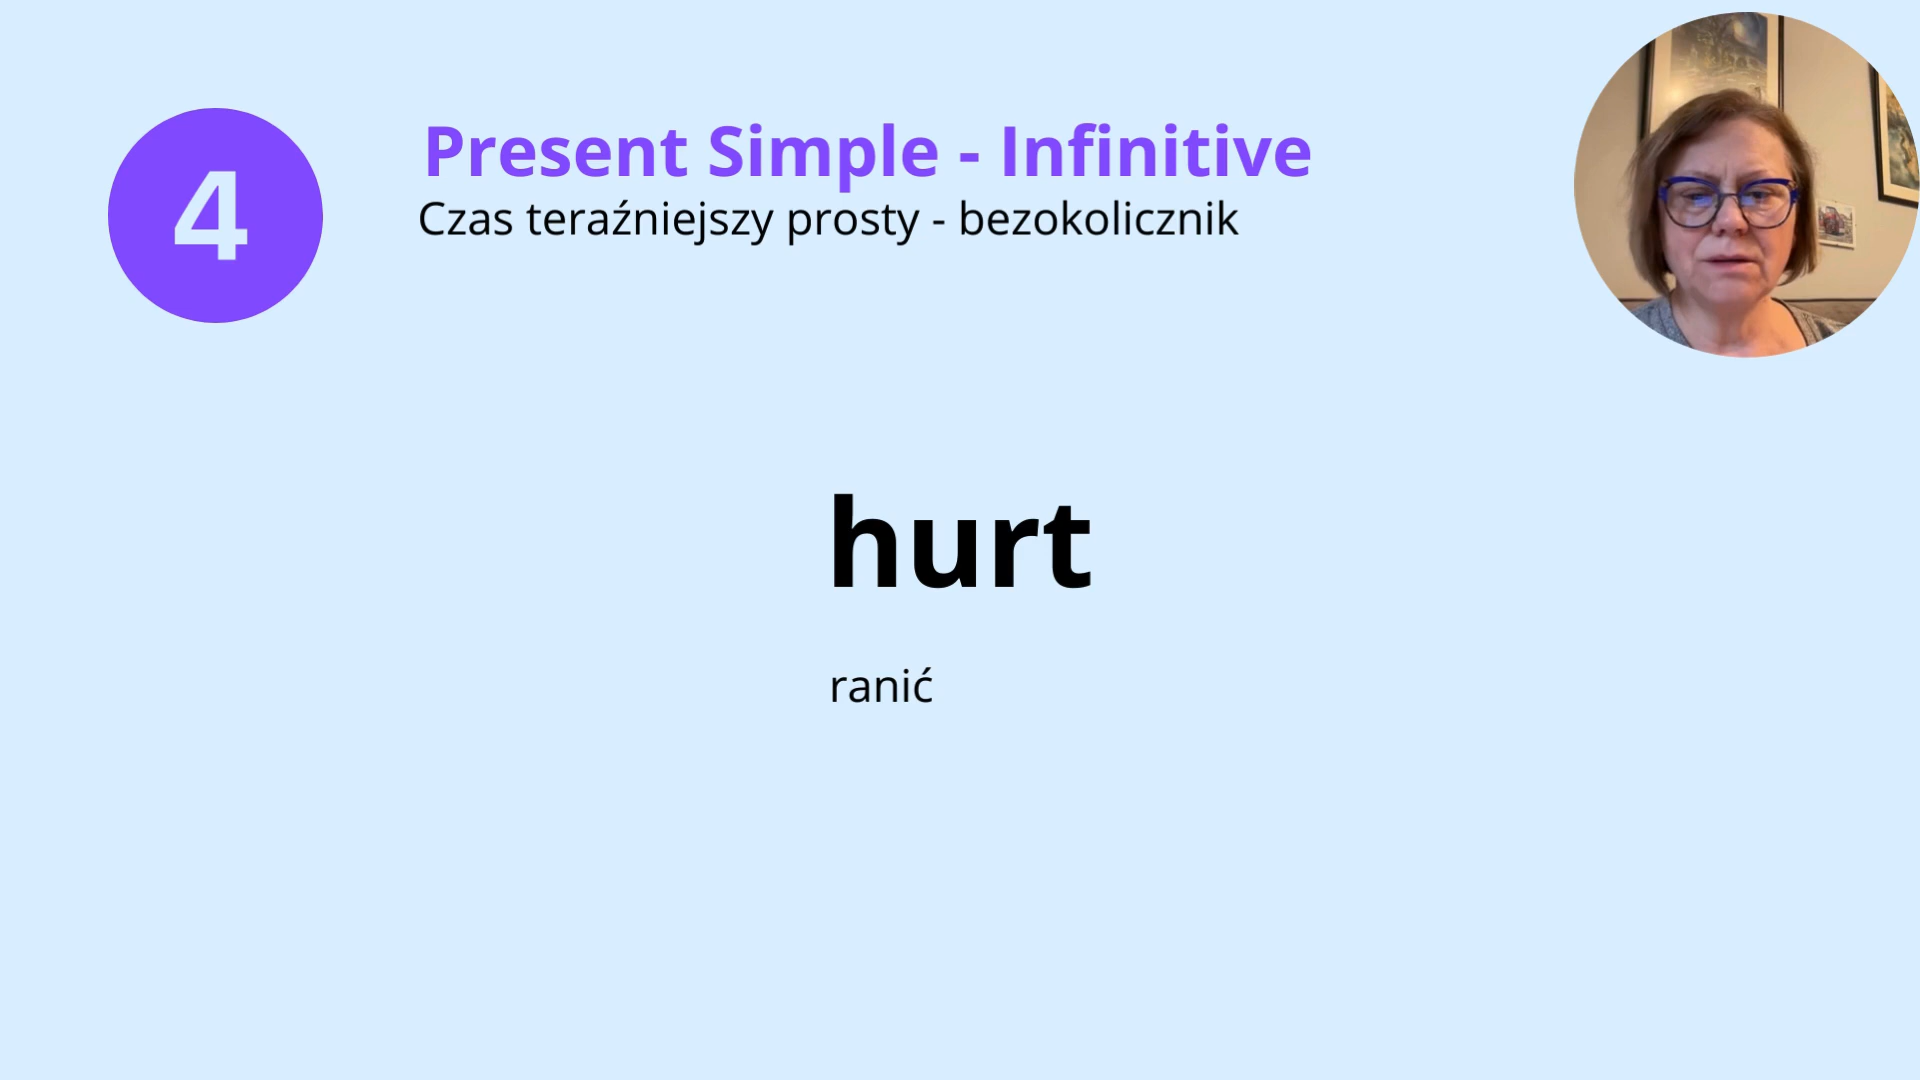 4
Present Simple - Infinitive
Czas teraźniejszy prosty - bezokolicznik
hurt
ranić